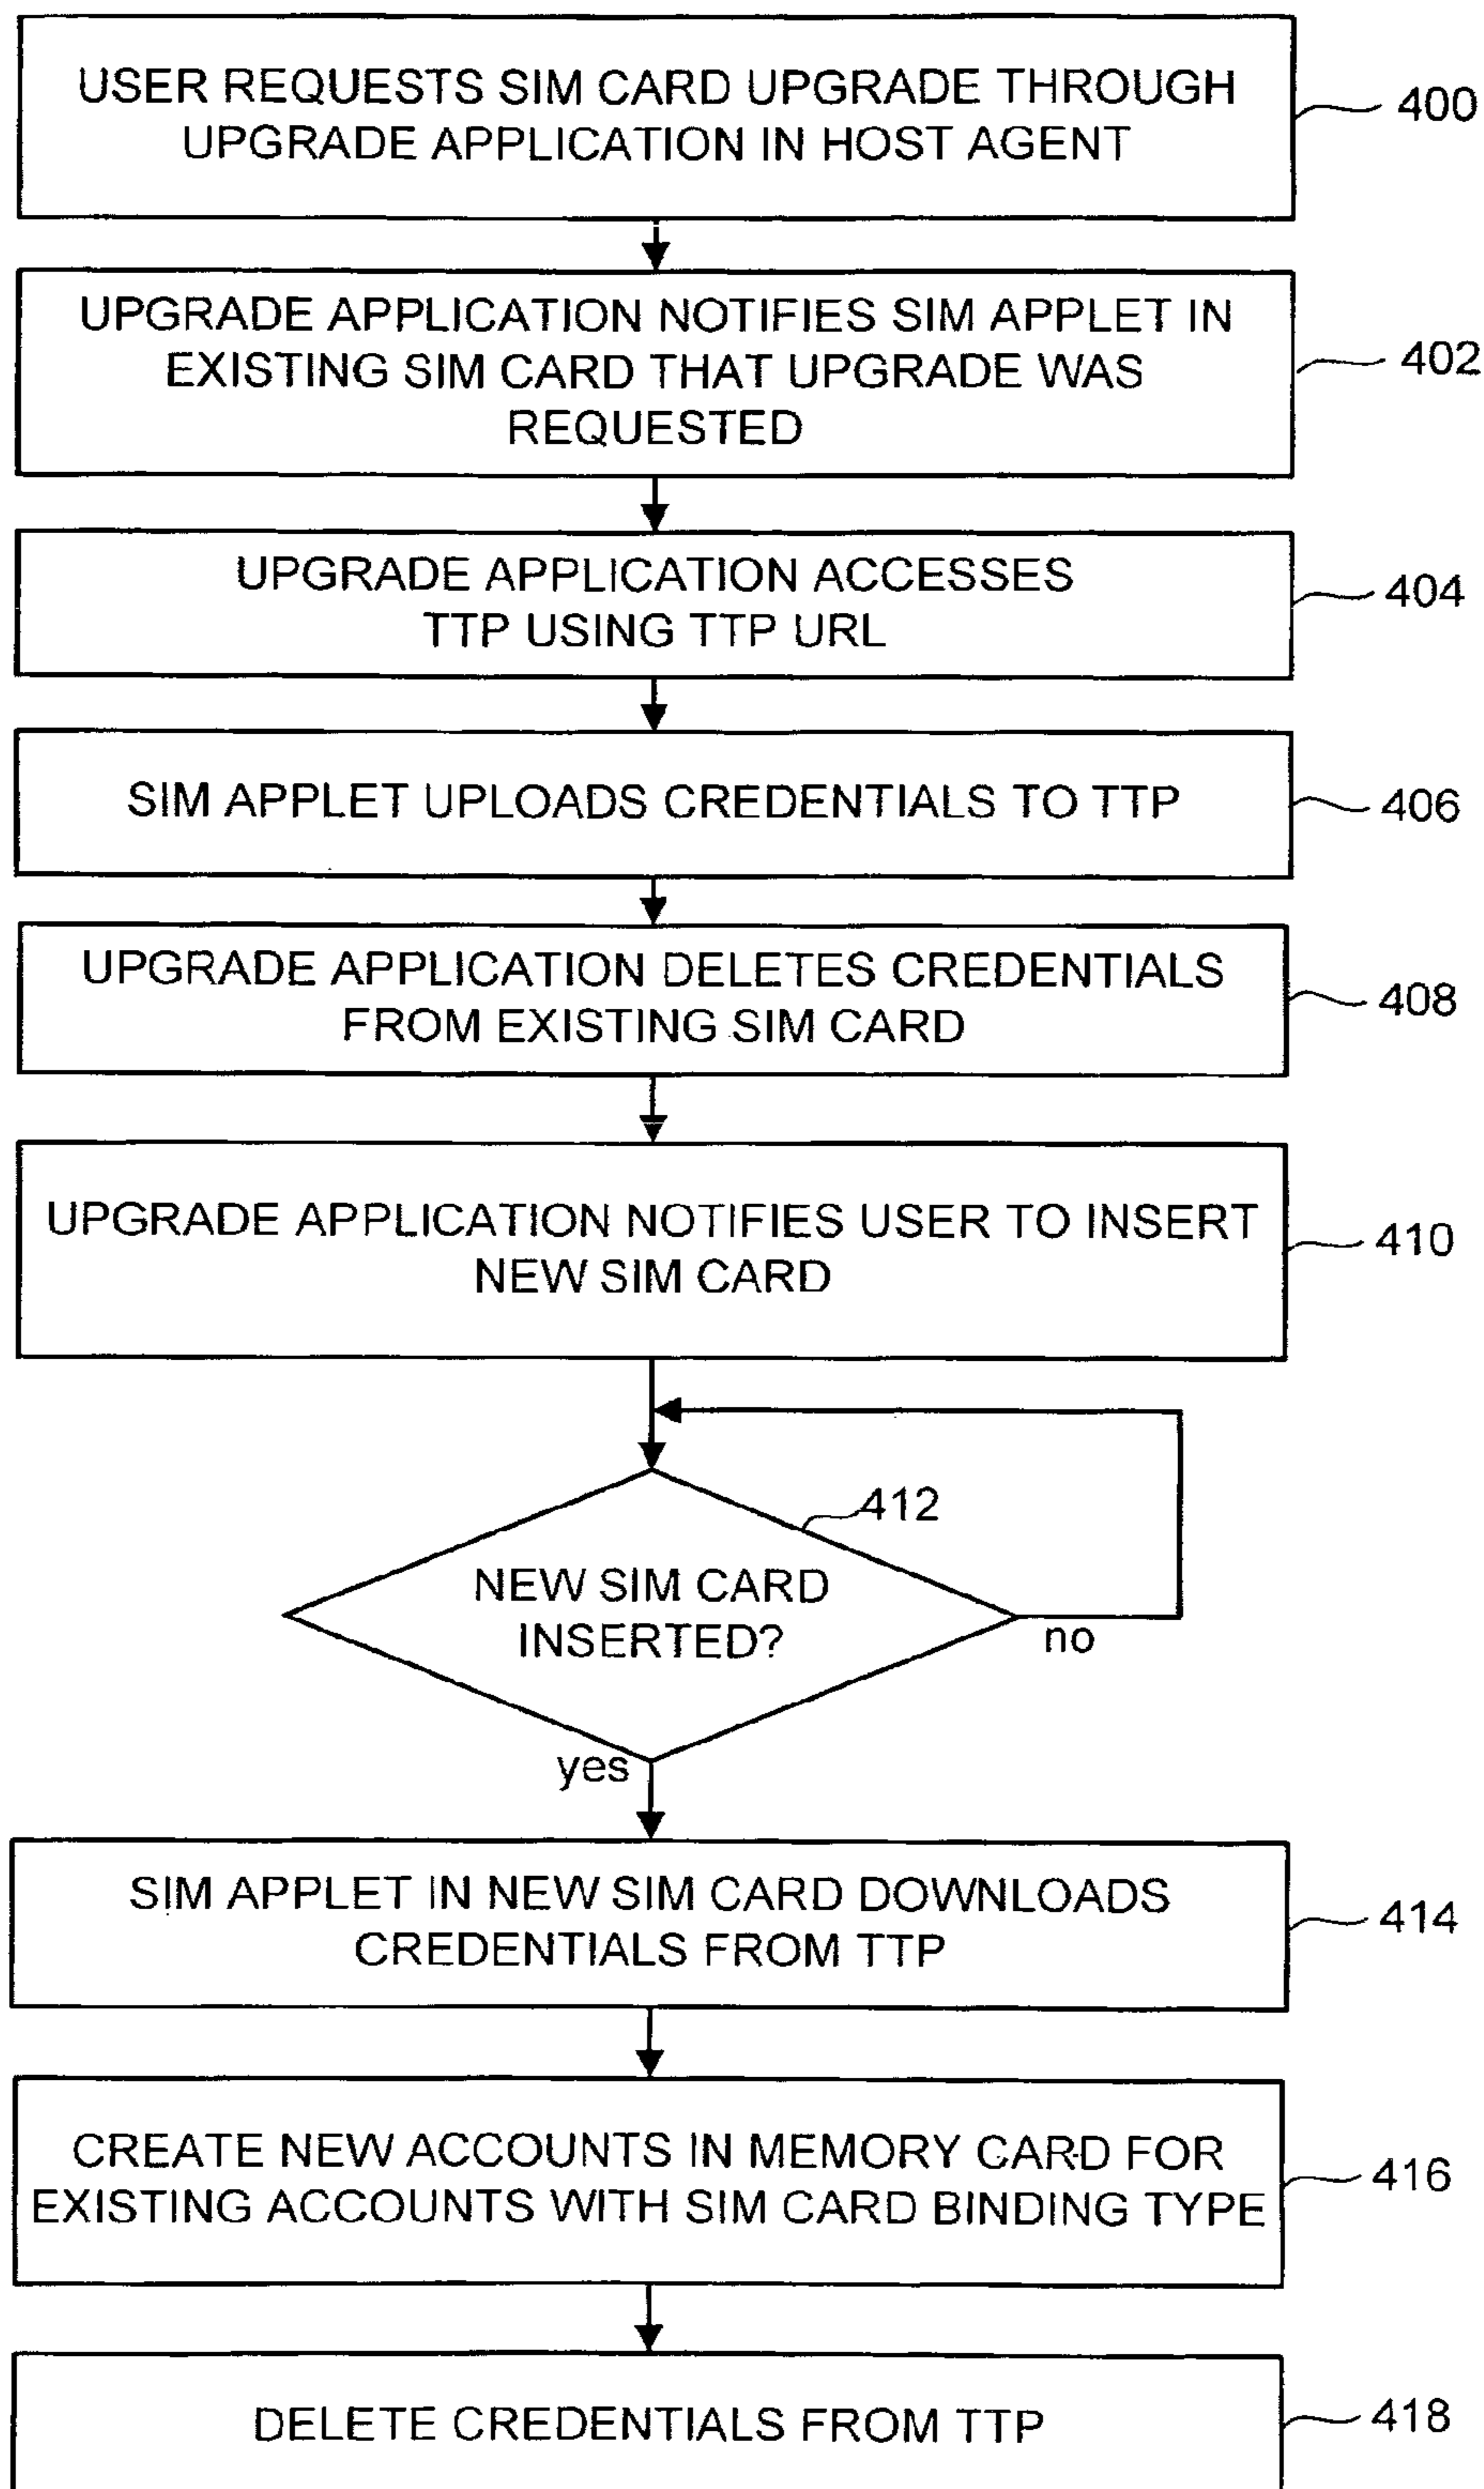 USER REQUESTS SIM CARD UPGRADE THROUGH
UPGRADE APPLICATION IN HOST AGENT
400
UPGRADE APPLICATION NOTIFIES SIM APPLET IN
EXISTING SIM CARD THAT UPGRADE WAS
REQUESTED
402
UPGRADE APPLICATION ACCESSES
TTP USING TTP URL
404
SIM APPLET UPLOADS CREDENTIALS TO TTP
406
UPGRADE APPLICATION DELETES CREDENTIALS
FROM EXISTING SIM CARD
408
UPGRADE APPLICATION NOTIFIES USER TO INSERT
NEW SIM CARD
410
412
NEW SIM CARD
INSERTED?
no
yes
SIM APPLET IN NEW SIM CARD DOWNLOADS
CREDENTIALS FROM TTP
414
CREATE NEW ACCOUNTS IN MEMORY CARD FOR
EXISTING ACCOUNTS WITH SIM CARD BINDING TYPE
416
DELETE CREDENTIALS FROM TTP
418